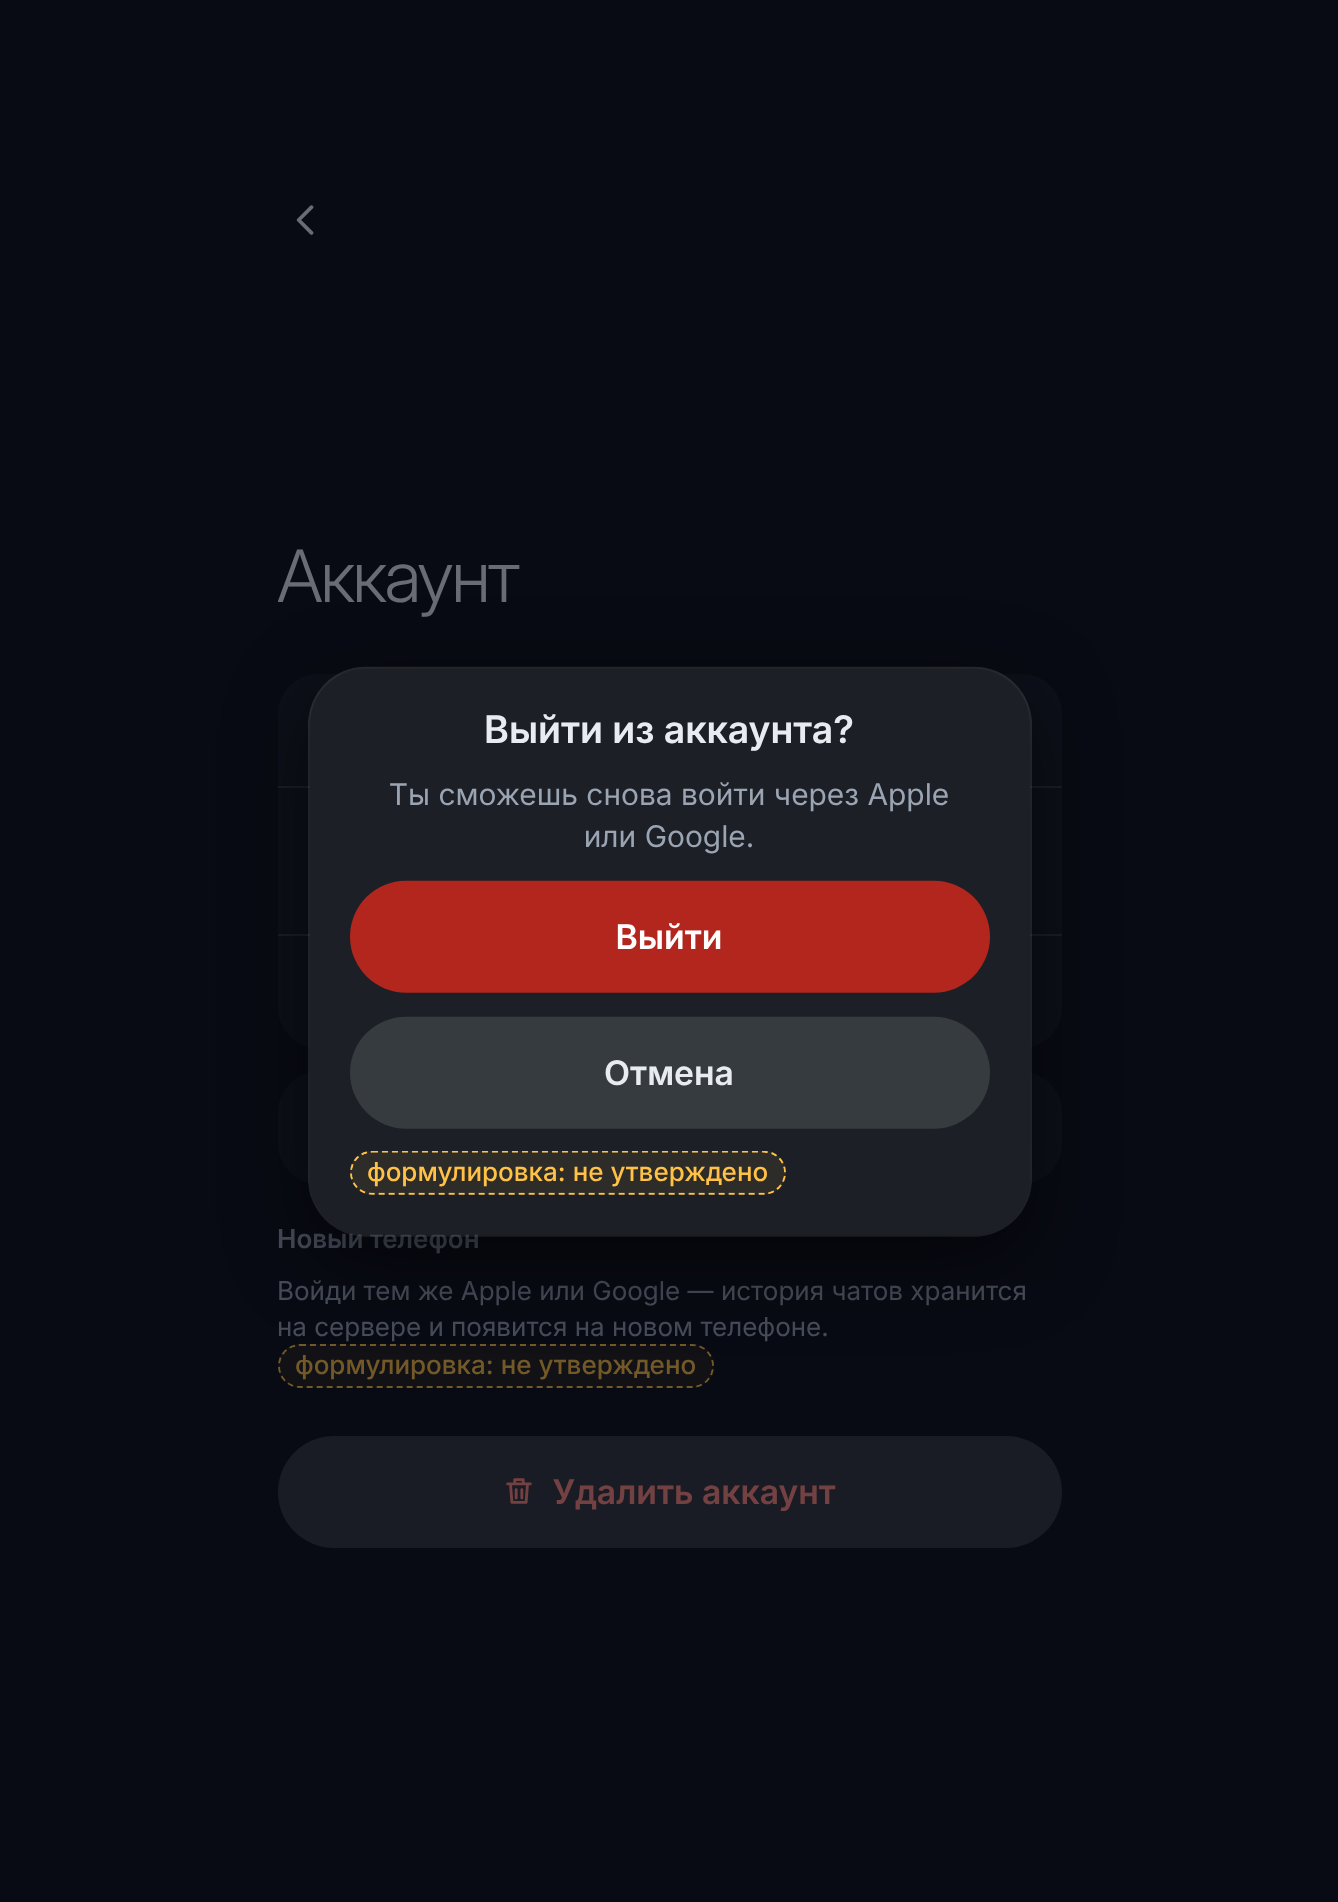 Аккаунт
Выйти из аккаунта?
Ты сможешь снова войти через Apple
или Google.
Выйти
Отмена
формулировка: не утверждено
Новый телефон
Войди тем же Apple или Google — история чатов хранится
на сервере и появится на новом телефоне.
формулировка: не утверждено
Удалить аккаунт